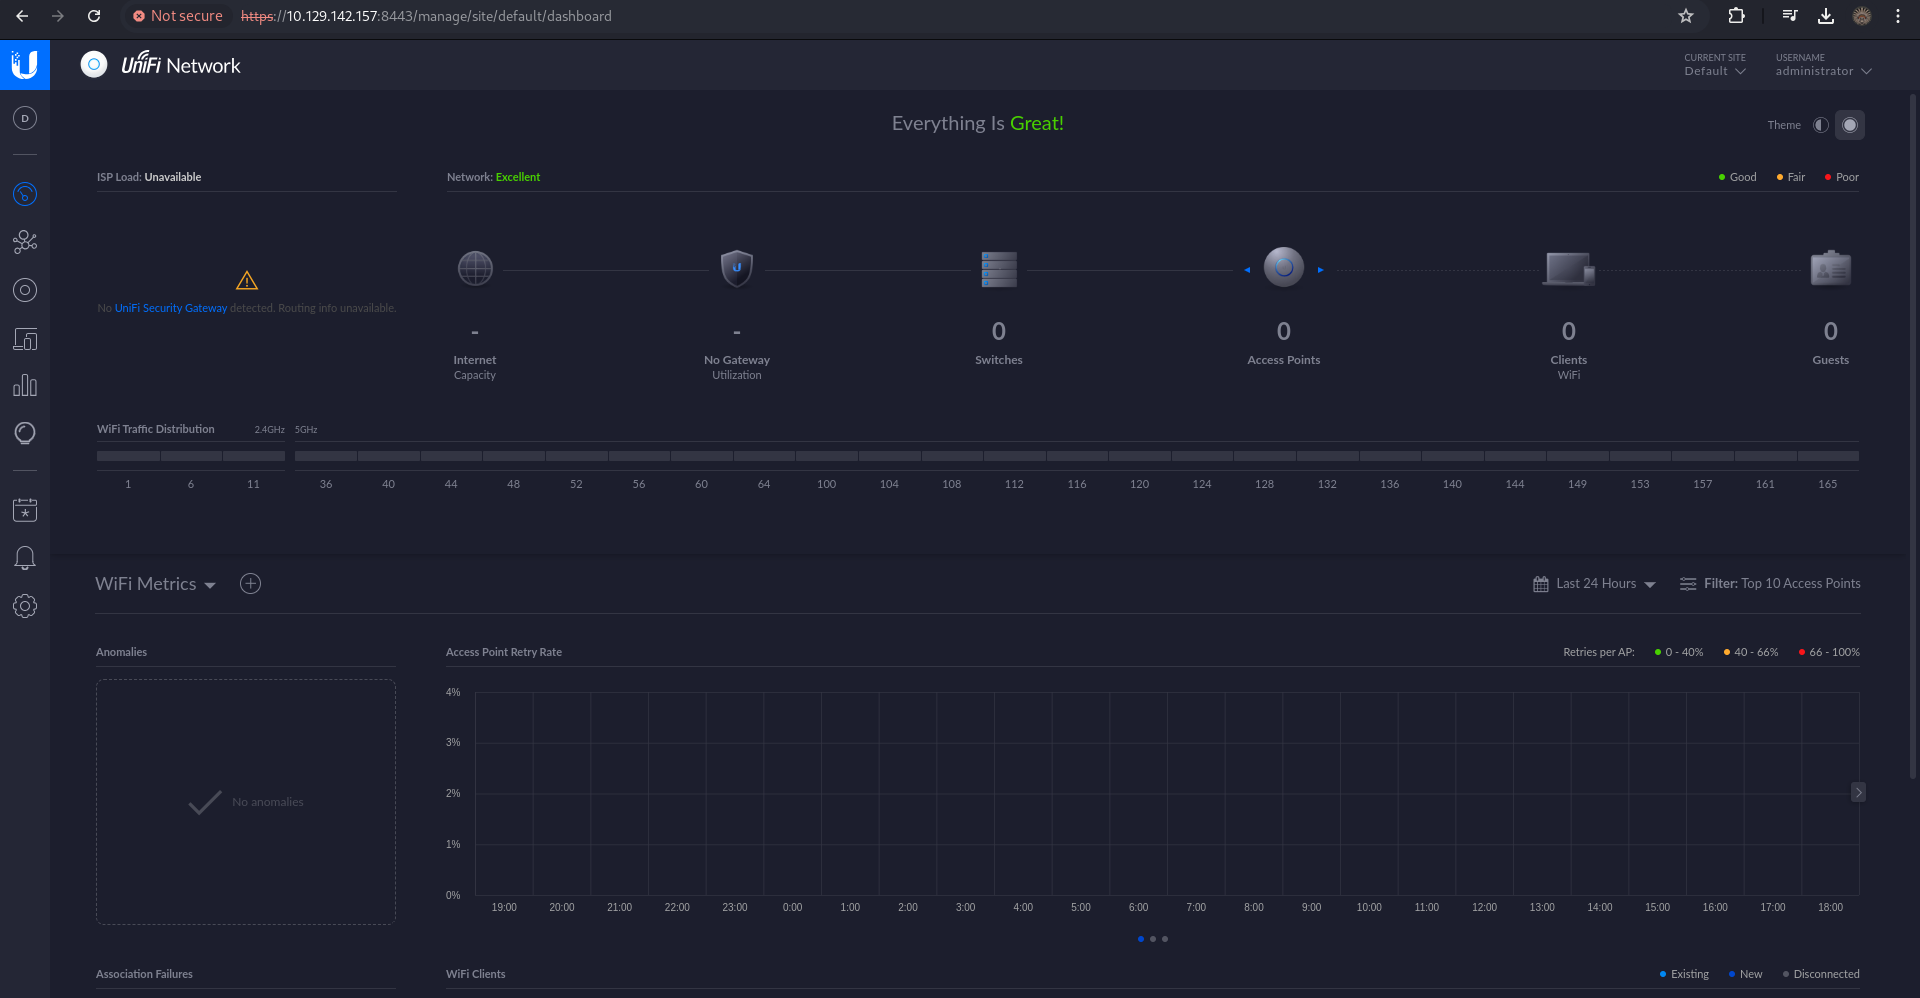 Not secure https://10.129.142.157:8443/manage/site/default/dashboard
UniFi Network
CURRENT SITE
Default
USERNAME
administrator
D
Everything Is Great!
Theme
ISP Load: Unavailable
Network: Excellent
Good Fair Poor
No UniFi Security Gateway detected. Routing info unavailable.
- - 0 0 0 0
Internet No Gateway Switches Access Points Clients Guests
Capacity Utilization WiFi
WiFi Traffic Distribution 2.4GHz 5GHz
1 6 11 36 40 44 48 52 56 60 64 100 104 108 112 116 120 124 128 132 136 140 144 149 153 157 161 165
WiFi Metrics
Last 24 Hours Filter: Top 10 Access Points
Anomalies
No anomalies
Access Point Retry Rate
Retries per AP: 0 - 40% 40 - 66% 66 - 100%
4%
3%
2%
1%
0%
19:00 20:00 21:00 22:00 23:00 0:00 1:00 2:00 3:00 4:00 5:00 6:00 7:00 8:00 9:00 10:00 11:00 12:00 13:00 14:00 15:00 16:00 17:00 18:00
Association Failures
WiFi Clients
Existing New Disconnected